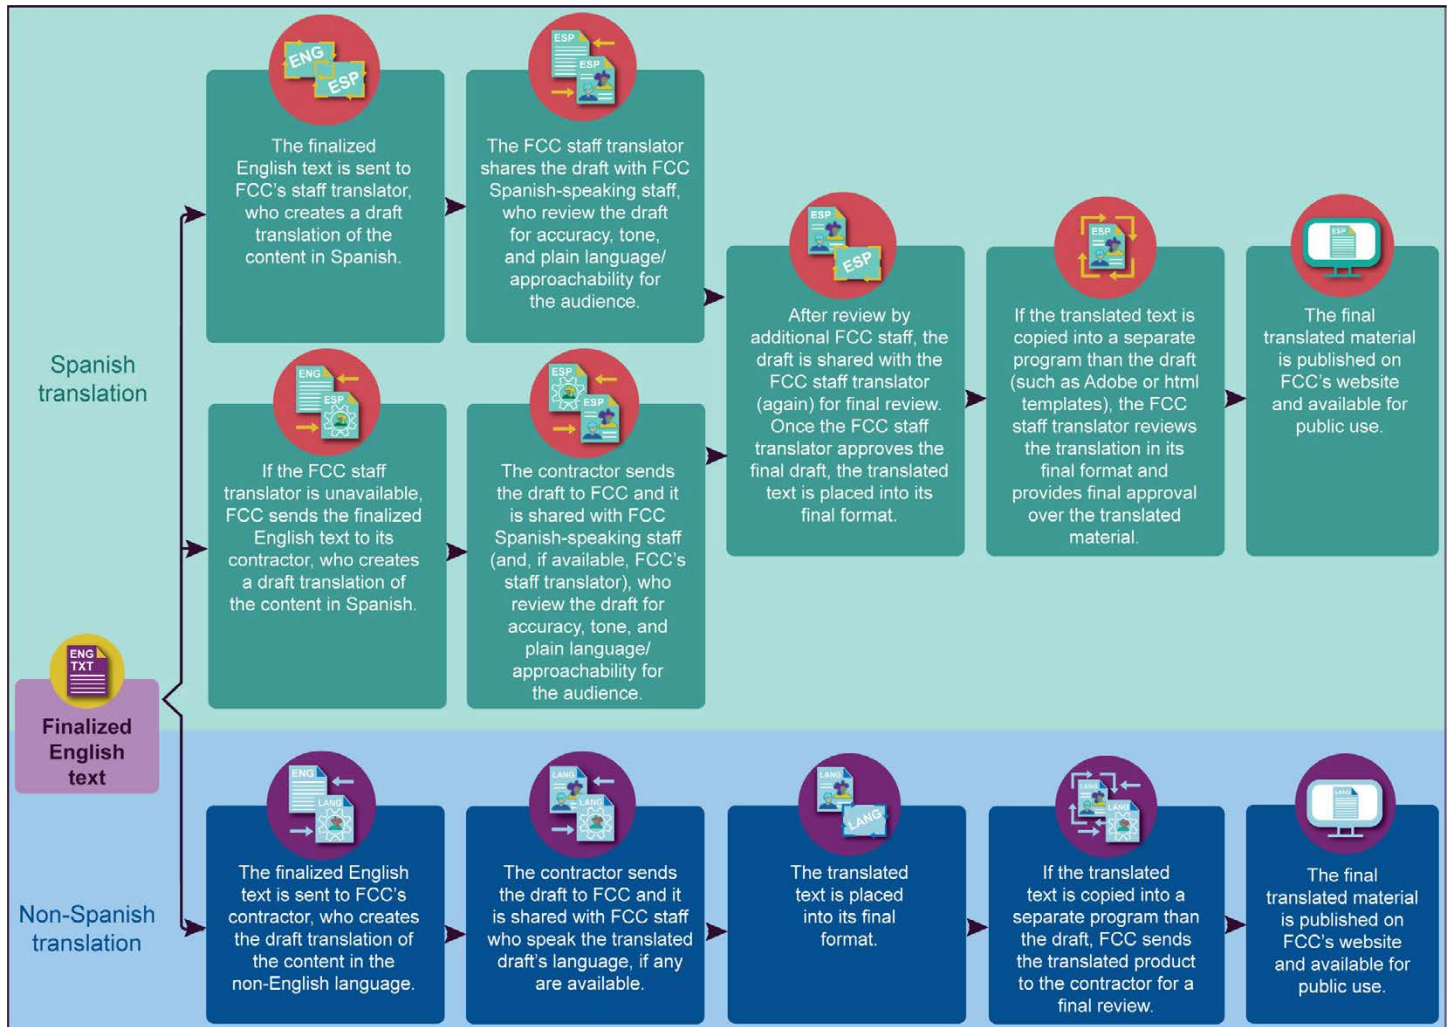 ENG
ESP
The finalized
English text is sent to
FCC's staff translator,
who creates a draft
translation of the
content in Spanish.
ESP
ESP
The FCC staff translator
shares the draft with FCC
Spanish-speaking staff,
who review the draft
for accuracy, tone,
and plain language/
approachability for
the audience.
Spanish
translation
ENG
ESP
If the FCC staff
translator is unavailable,
FCC sends the finalized
English text to its
contractor, who creates
a draft translation of
the content in Spanish.
ESP
ESP
The contractor sends
the draft to FCC and it
is shared with FCC
Spanish-speaking staff
(and, if available, FCC's
staff translator), who
review the draft for
accuracy, tone, and
plain language/
approachability for
the audience.
ESP
ESP
After review by
additional FCC staff, the
draft is shared with the
FCC staff translator
(again) for final review.
Once the FCC staff
translator approves the
final draft, the translated
text is placed into its
final format.
ESP
If the translated text is
copied into a separate
program than the draft
(such as Adobe or html
templates), the FCC
staff translator reviews
the translation in its
final format and
provides final approval
over the translated
material.
ESP
The final
translated material
is published on
FCC's website
and available for
public use.
ENG
TXT
Finalized
English
text
Non-Spanish
translation
ENG
LANG
The finalized English
text is sent to FCC's
contractor, who creates
the draft translation of
the content in the
non-English language.
LANG
LANG
The contractor sends
the draft to FCC and it
is shared with FCC staff
who speak the translated
draft's language, if any
are available.
LANG
LANG
The translated
text is placed
into its final
format.
LANG
LANG
If the translated
text is copied into a
separate program than
the draft, FCC sends
the translated product
to the contractor for a
final review.
LANG
The final
translated material
is published on
FCC's website
and available for
public use.